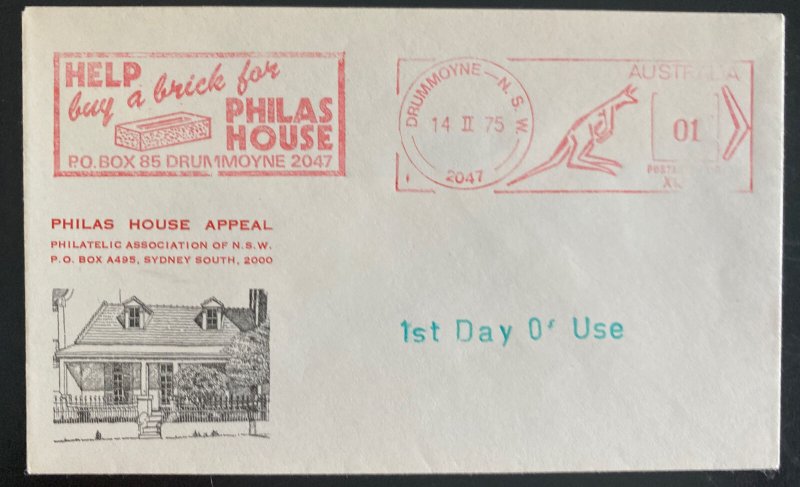 HELP
buy a brick for
PHILAS
HOUSE
P.O. BOX 85 DRUMMOYNE 2047
DRUMMOYNE - N.S.W.
14 II 75
2047
AUSTRALIA
01
PHILAS HOUSE APPEAL
PHILATELIC ASSOCIATION OF N.S.W.
P.O. BOX A495, SYDNEY SOUTH, 2000
1st Day Of Use